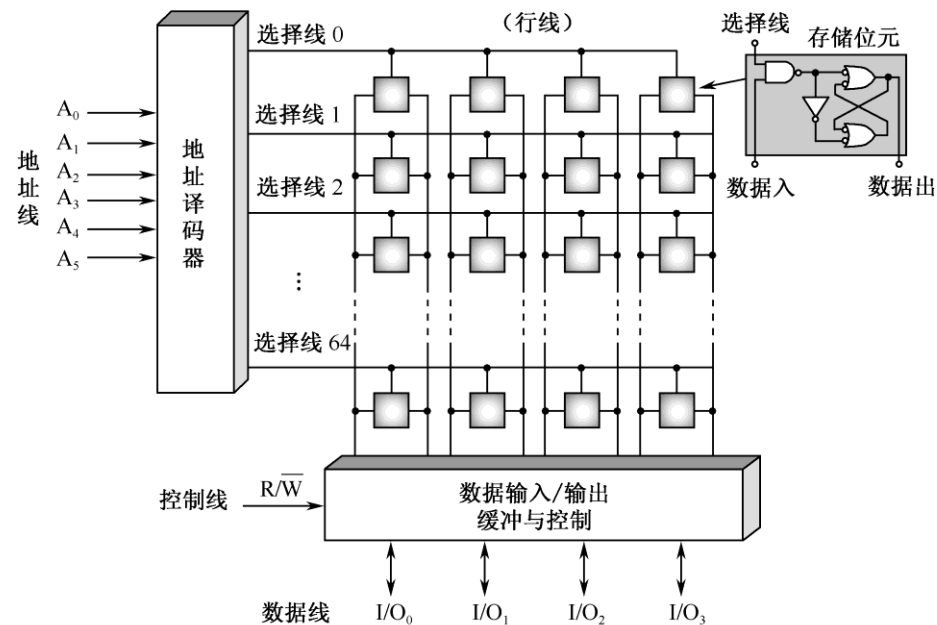 选择线 0
（行线）
选择线
存储位元
选择线 1
数据入
数据出
选择线 2
地址线
A₀
A₁
A₂
A₃
A₄
A₅
地址译码器
⋮
选择线 64
控制线
R/W̅
数据输入/输出
缓冲与控制
数据线
I/O₀
I/O₁
I/O₂
I/O₃